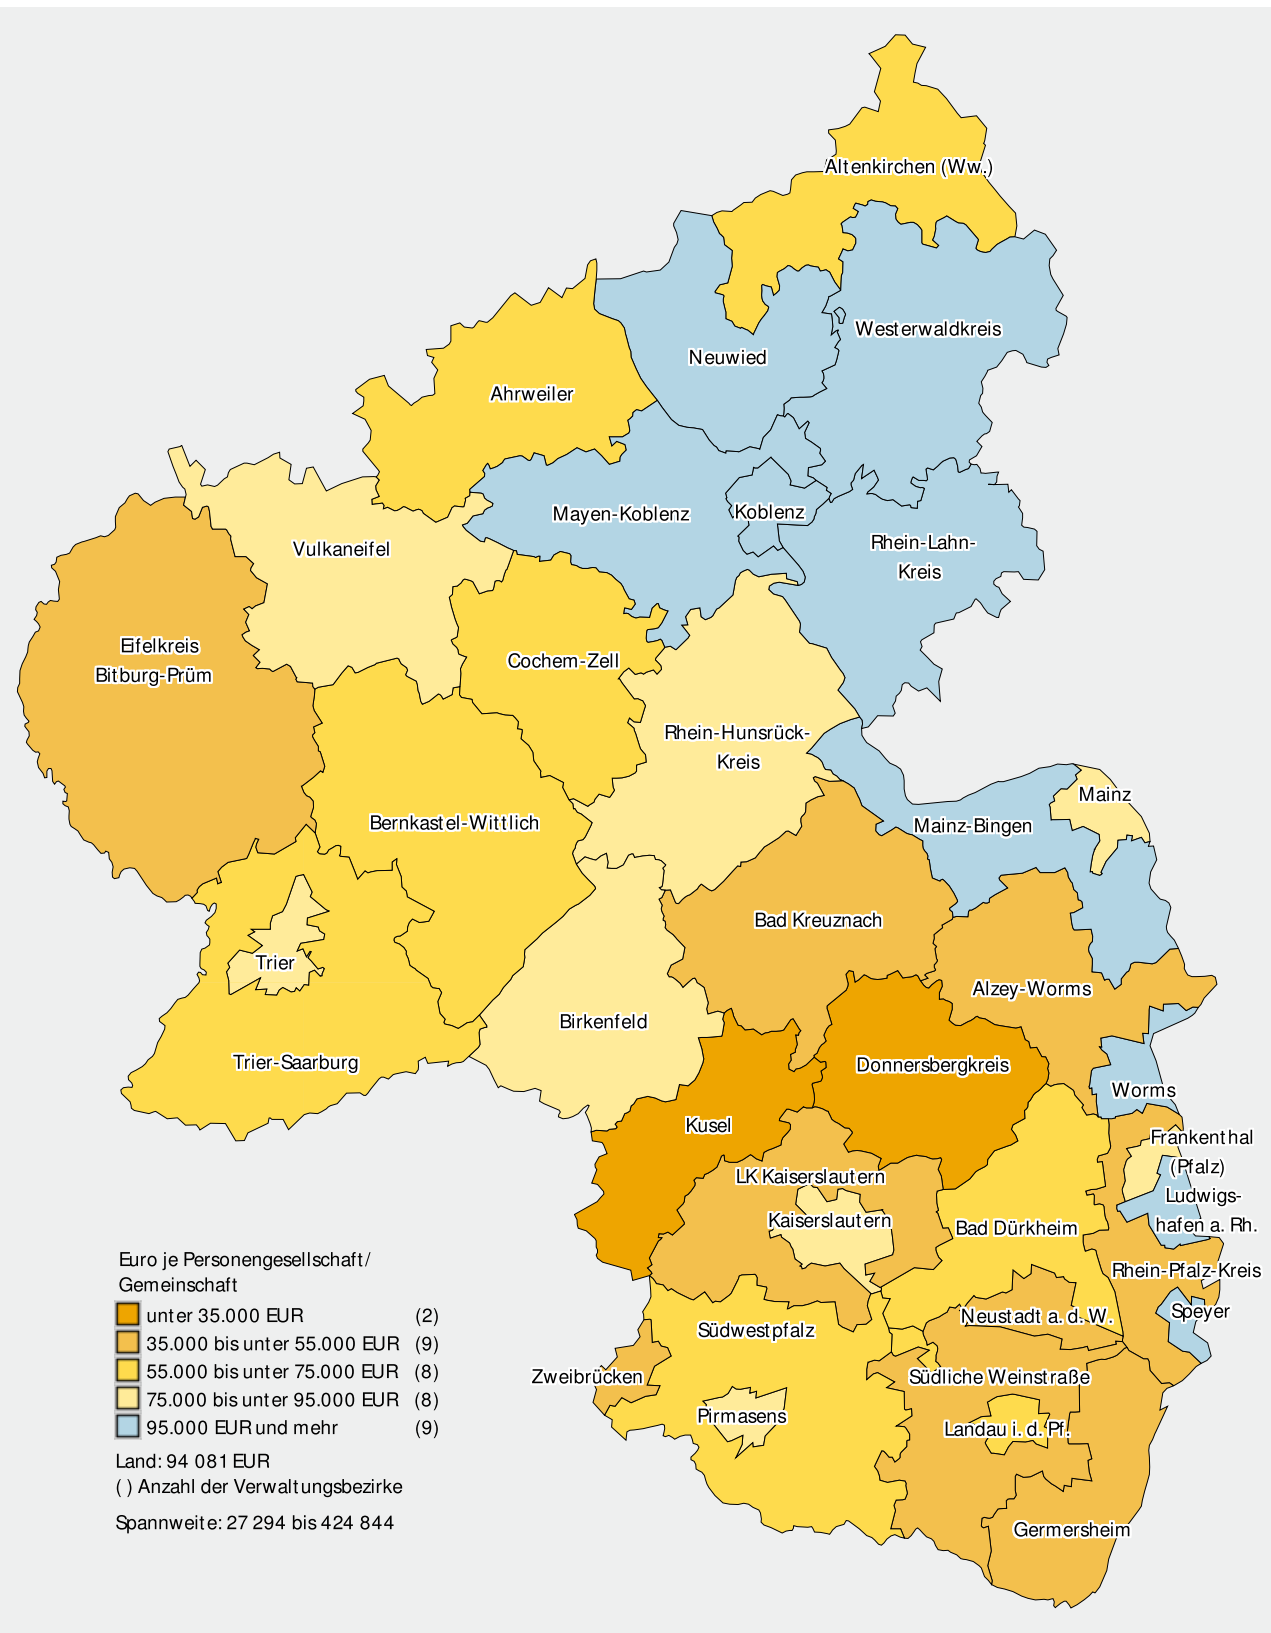 Altenkirchen (Ww.)
Westerwaldkreis
Neuwied
Ahrweiler
Mayen-Koblenz
Koblenz
Rhein-Lahn-
Kreis
Vulkaneifel
Eifelkreis
Bitburg-Prüm
Cochem-Zell
Rhein-Hunsrück-
Kreis
Mainz
Bernkastel-Wittlich
Mainz-Bingen
Bad Kreuznach
Trier
Alzey-Worms
Birkenfeld
Trier-Saarburg
Donnersbergkreis
Worms
Kusel
Frankenthal
(Pfalz)
LK Kaiserslautern
Ludwigs-
hafen a. Rh.
Kaiserslautern
Bad Dürkheim
Rhein-Pfalz-Kreis
Speyer
Neustadt a. d. W.
Südwestpfalz
Zweibrücken
Südliche Weinstraße
Pirmasens
Landau i. d. Pf.
Germersheim
Euro je Personengesellschaft/
Gemeinschaft
unter 35.000 EUR (2)
35.000 bis unter 55.000 EUR (9)
55.000 bis unter 75.000 EUR (8)
75.000 bis unter 95.000 EUR (8)
95.000 EUR und mehr (9)
Land: 94 081 EUR
( ) Anzahl der Verwaltungsbezirke
Spannweite: 27 294 bis 424 844